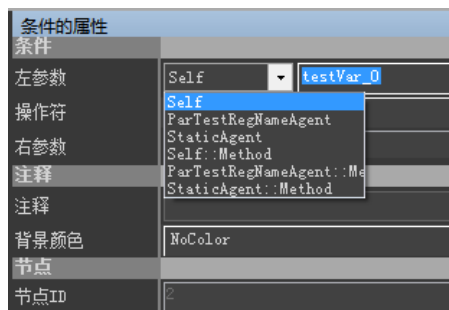 条件的属性
条件
左参数 Self testVar_0
Self
操作符 ParTestRegNameAgent
StaticAgent
右参数 Self::Method
注释 ParTestRegNameAgent::Me
StaticAgent::Method
注释
背景颜色 NoColor
节点
节点ID 2